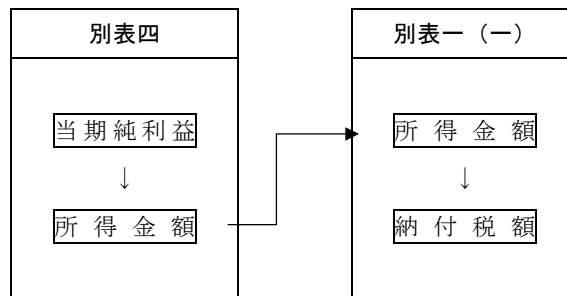 別表四
当期純利益
↓
所得金額
別表一（一）
所得金額
↓
納付税額